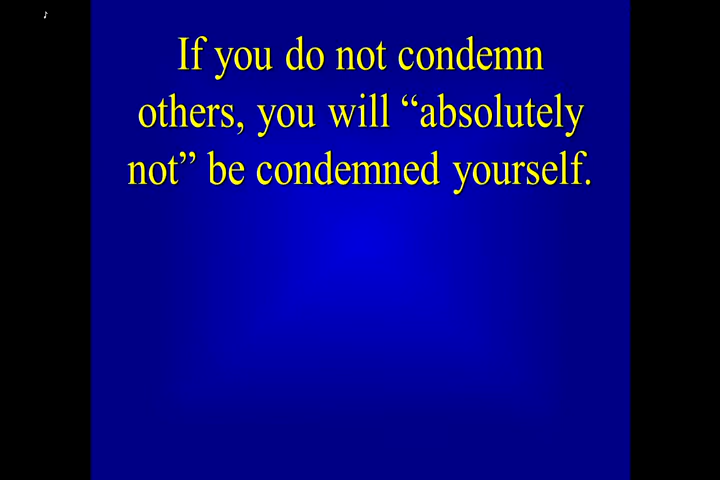 ♪
If you do not condemn
others, you will “absolutely
not” be condemned yourself.